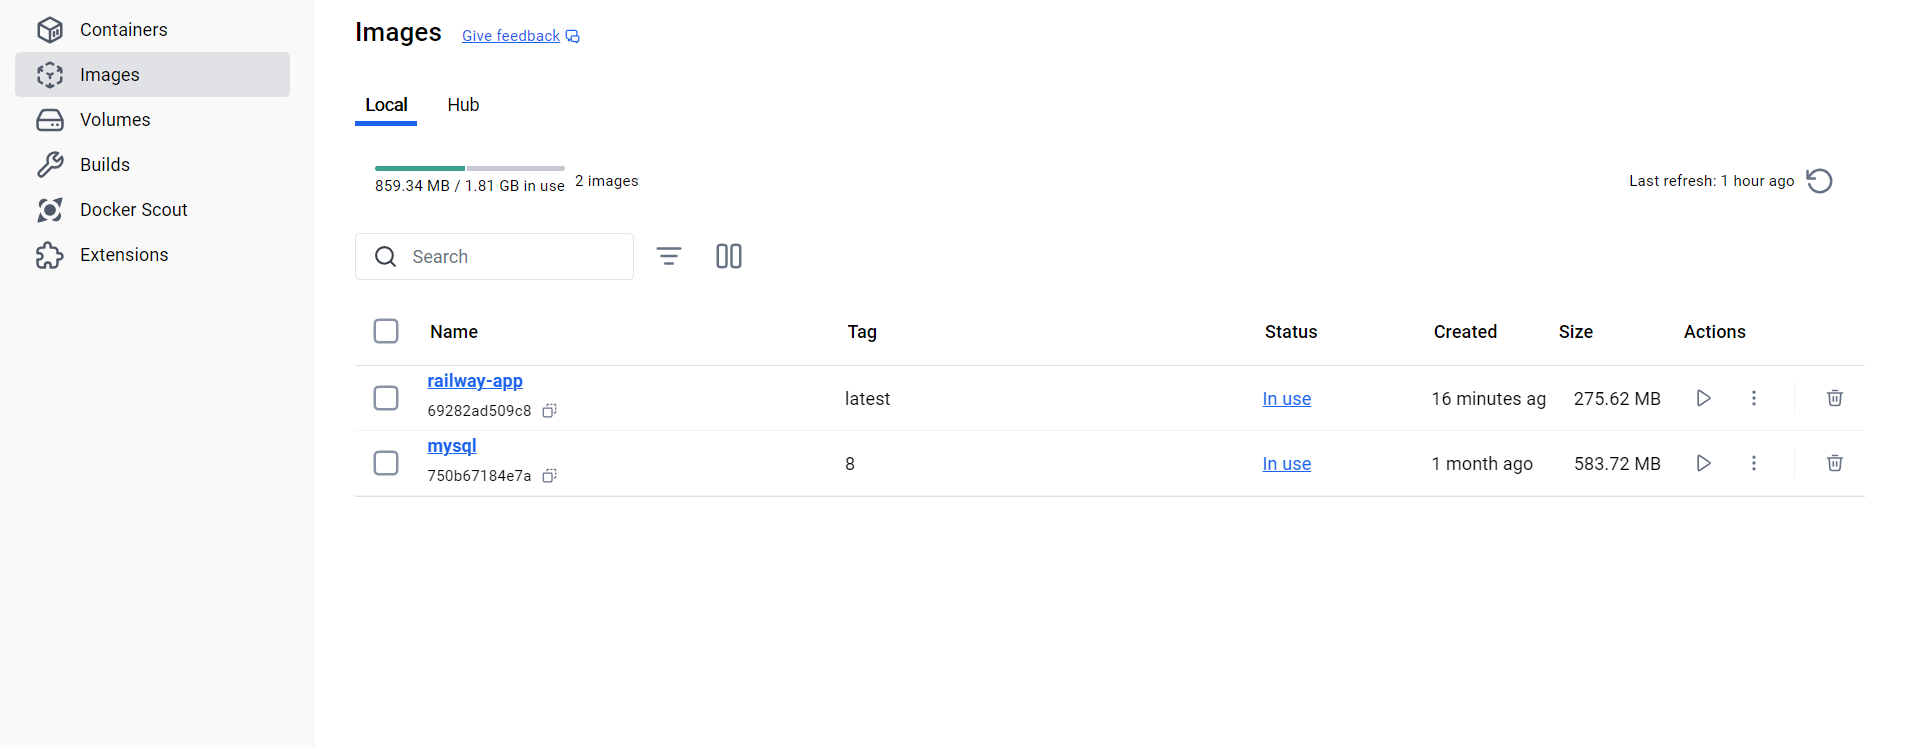 Containers
Images
Volumes
Builds
Docker Scout
Extensions
Images Give feedback
Local Hub
859.34 MB / 1.81 GB in use 2 images Last refresh: 1 hour ago
Search
Name Tag Status Created Size Actions
railway-app
69282ad509c8 latest In use 16 minutes ag 275.62 MB
mysql
750b67184e7a 8 In use 1 month ago 583.72 MB